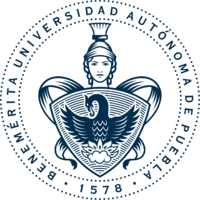 BENEMÉRITA UNIVERSIDAD AUTÓNOMA DE PUEBLA
· 1578 ·